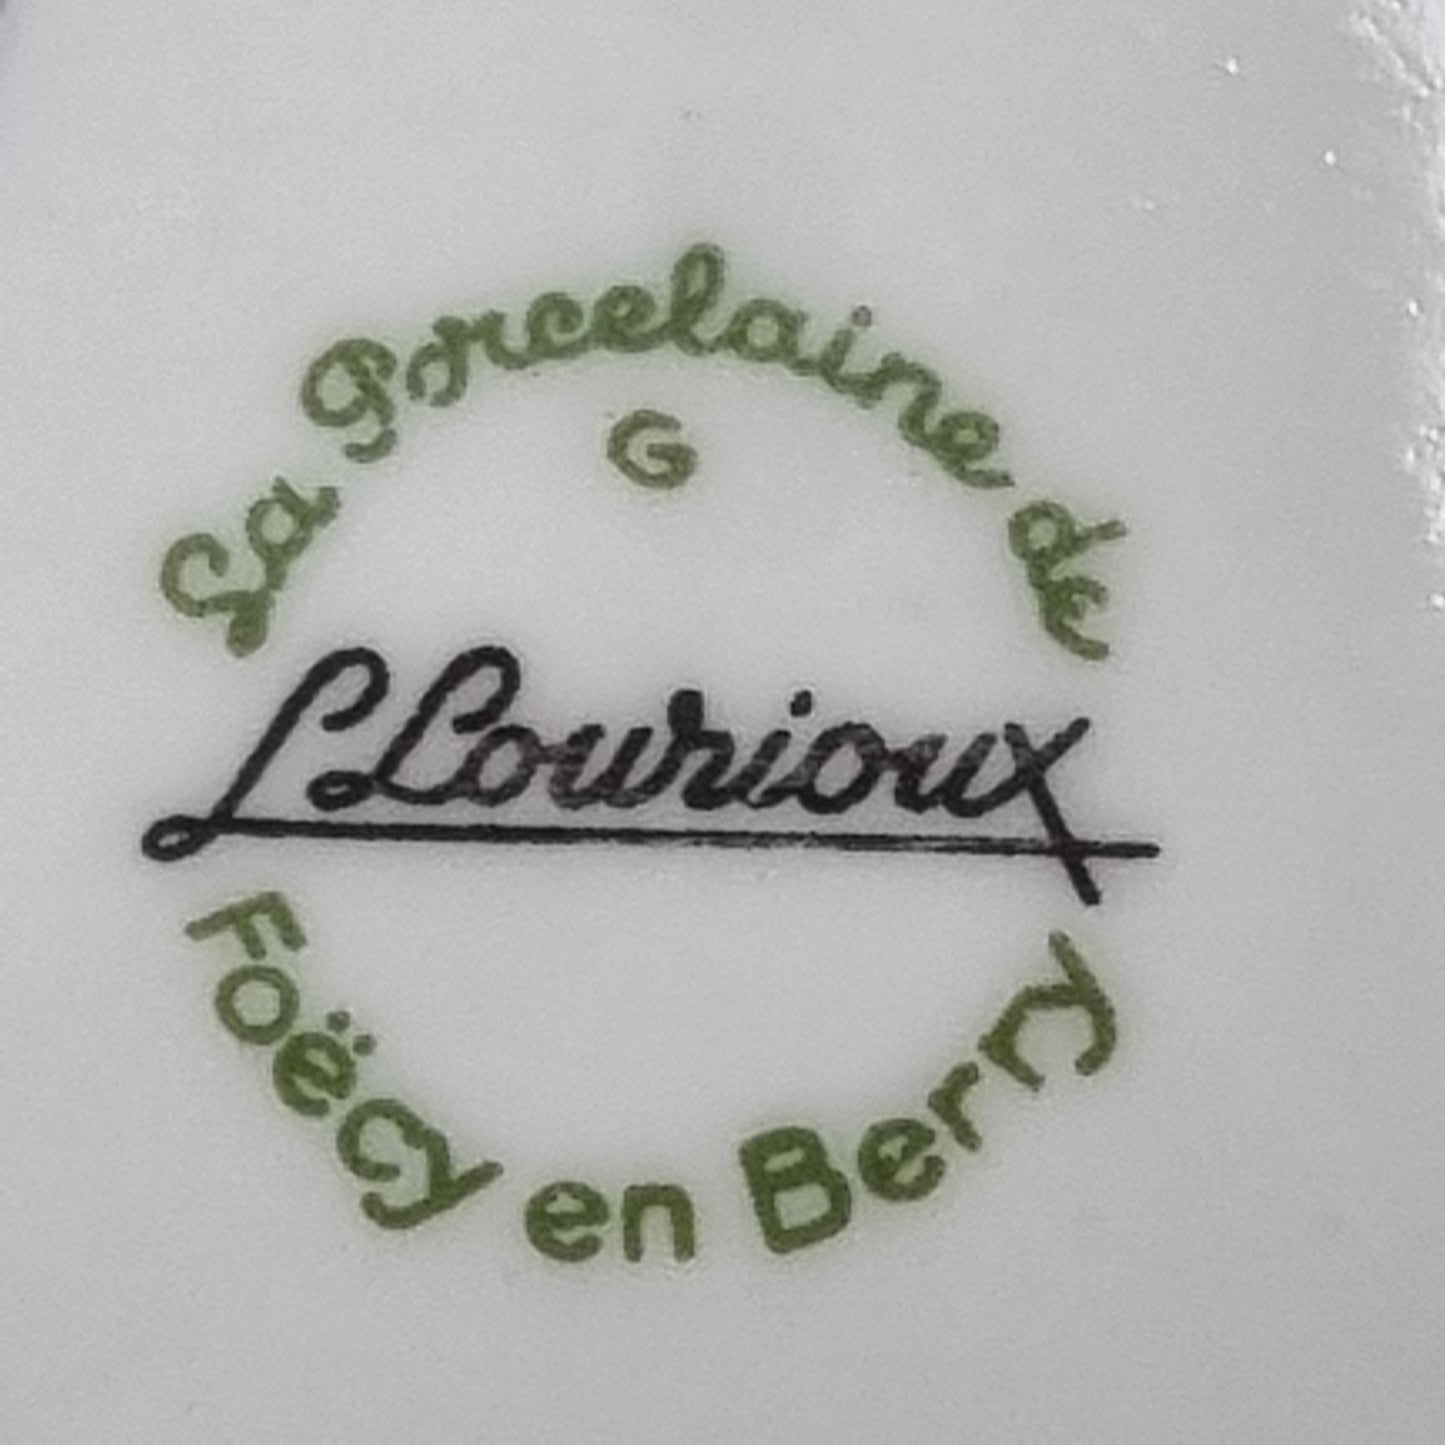 La Porcelaine de
G
L Lourioux
Foëcy en Berry